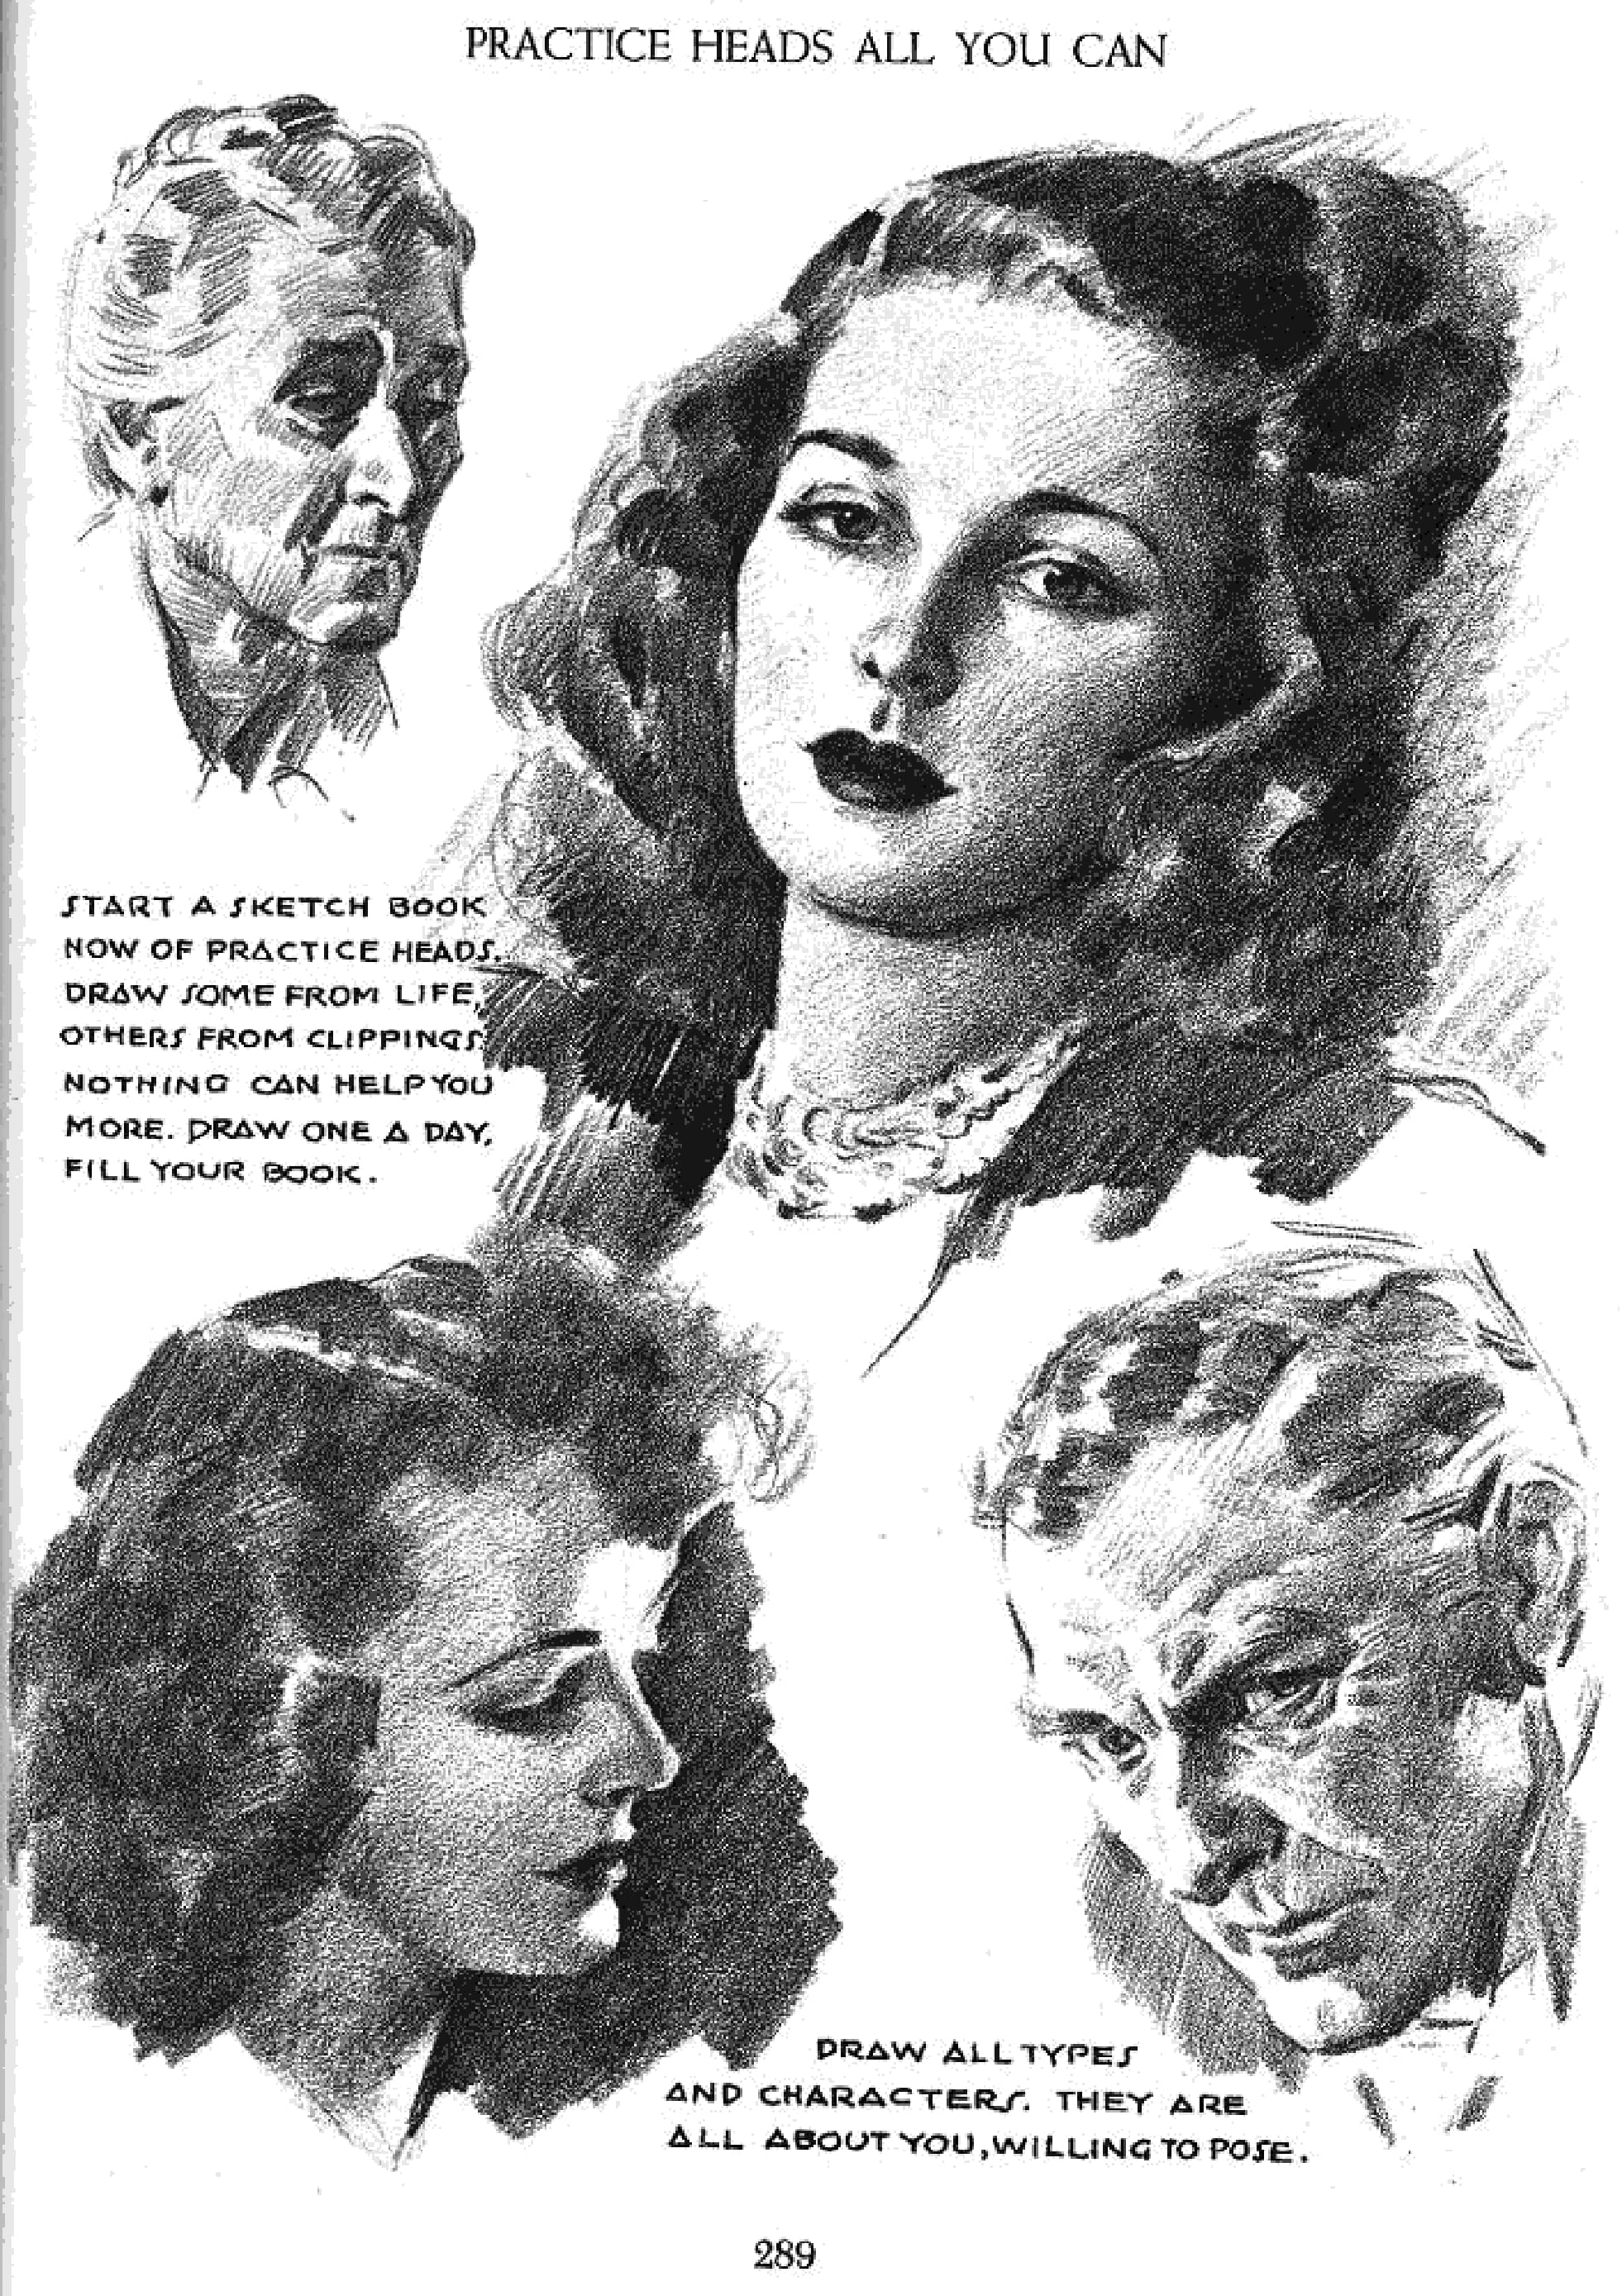 PRACTICE HEADS ALL YOU CAN
START A SKETCH BOOK
NOW OF PRACTICE HEADS.
DRAW SOME FROM LIFE,
OTHERS FROM CLIPPINGS
NOTHING CAN HELP YOU
MORE. DRAW ONE A DAY,
FILL YOUR BOOK.
DRAW ALL TYPES
AND CHARACTERS. THEY ARE
ALL ABOUT YOU, WILLING TO POSE.
289